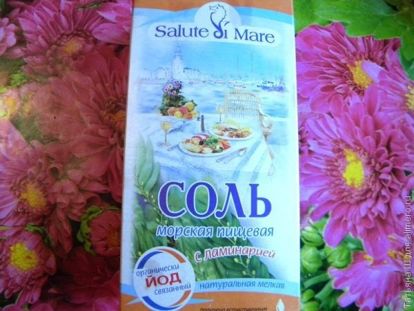 Salute Di Mare
СОЛЬ
морская пищевая
с ламинарией
органически
ЙОД
связанный
натуральная мелкая